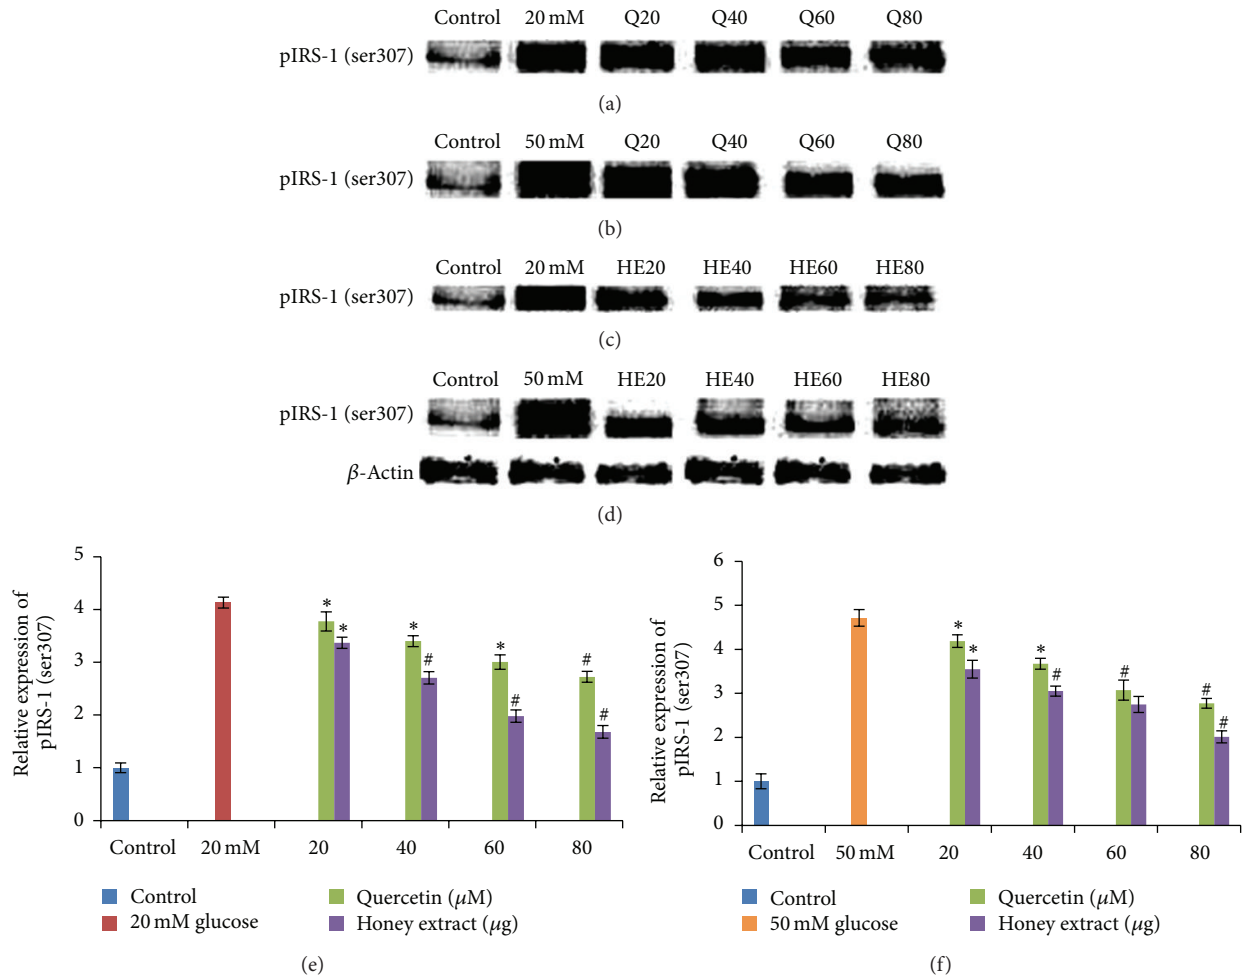 Control 20 mM Q20 Q40 Q60 Q80
pIRS-1 (ser307)
(a)
Control 50 mM Q20 Q40 Q60 Q80
pIRS-1 (ser307)
(b)
Control 20 mM HE20 HE40 HE60 HE80
pIRS-1 (ser307)
(c)
Control 50 mM HE20 HE40 HE60 HE80
pIRS-1 (ser307)
β-Actin
(d)
Relative expression of
pIRS-1 (ser307)
5
4
3
2
1
0
* * * # * # # #
Control 20 mM 20 40 60 80
Control
20 mM glucose
Quercetin (µM)
Honey extract (µg)
(e)
Relative expression of
pIRS-1 (ser307)
6
5
4
3
2
1
0
* * * # # # #
Control 50 mM 20 40 60 80
Control
50 mM glucose
Quercetin (µM)
Honey extract (µg)
(f)